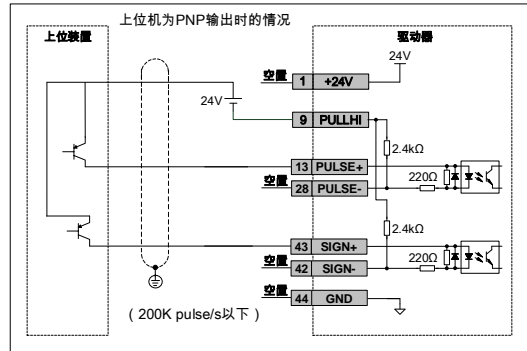 上位机为PNP输出时的情况
上位装置
驱动器
24V
空置 1 +24V
24V
9 PULLHI
2.4kΩ
13 PULSE+
空置 28 PULSE-
220Ω
2.4kΩ
43 SIGN+
空置 42 SIGN-
220Ω
空置 44 GND
(200K pulse/s以下)